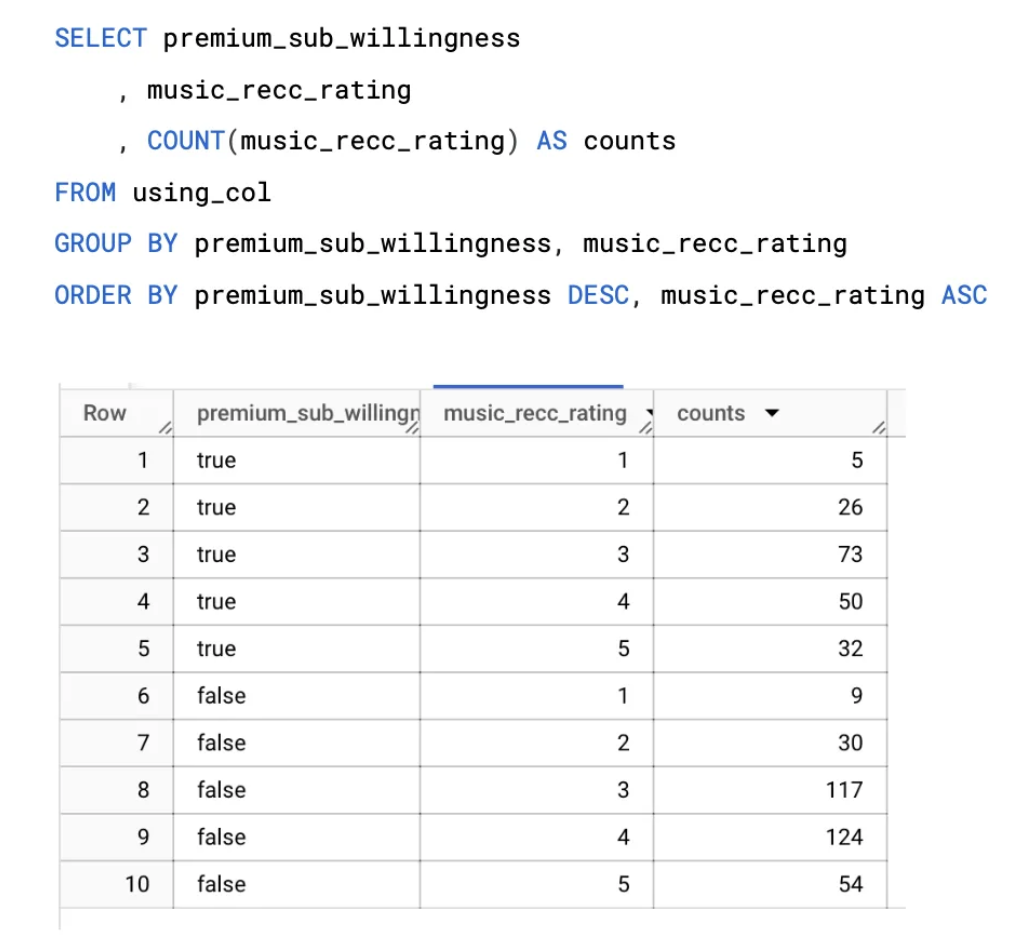 SELECT premium_sub_willingness
, music_recc_rating
, COUNT(music_recc_rating) AS counts
FROM using_col
GROUP BY premium_sub_willingness, music_recc_rating
ORDER BY premium_sub_willingness DESC, music_recc_rating ASC
Row premium_sub_willingn music_recc_rating counts
1 true 1 5
2 true 2 26
3 true 3 73
4 true 4 50
5 true 5 32
6 false 1 9
7 false 2 30
8 false 3 117
9 false 4 124
10 false 5 54